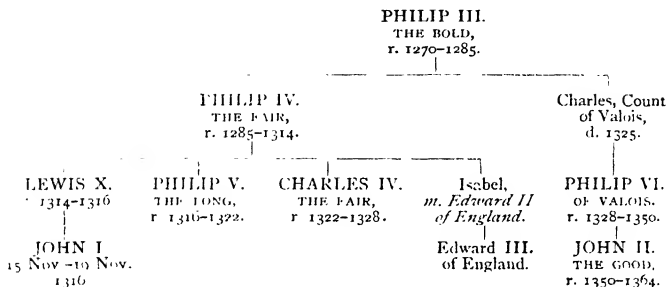 PHILIP III.
THE BOLD,
r. 1270–1285.
PHILIP IV.
THE FAIR,
r. 1285–1314.
Charles, Count
of Valois,
d. 1325.
LEWIS X.
r 1314–1316
PHILIP V.
THE LONG,
r 1316–1322.
CHARLES IV.
THE FAIR,
r 1322–1328.
Isabel,
m. Edward II
of England.
PHILIP VI.
OF VALOIS.
r. 1328–1350.
JOHN I
15 Nov –19 Nov.
1316
Edward III.
of England.
JOHN II.
THE GOOD,
r. 1350–1364.